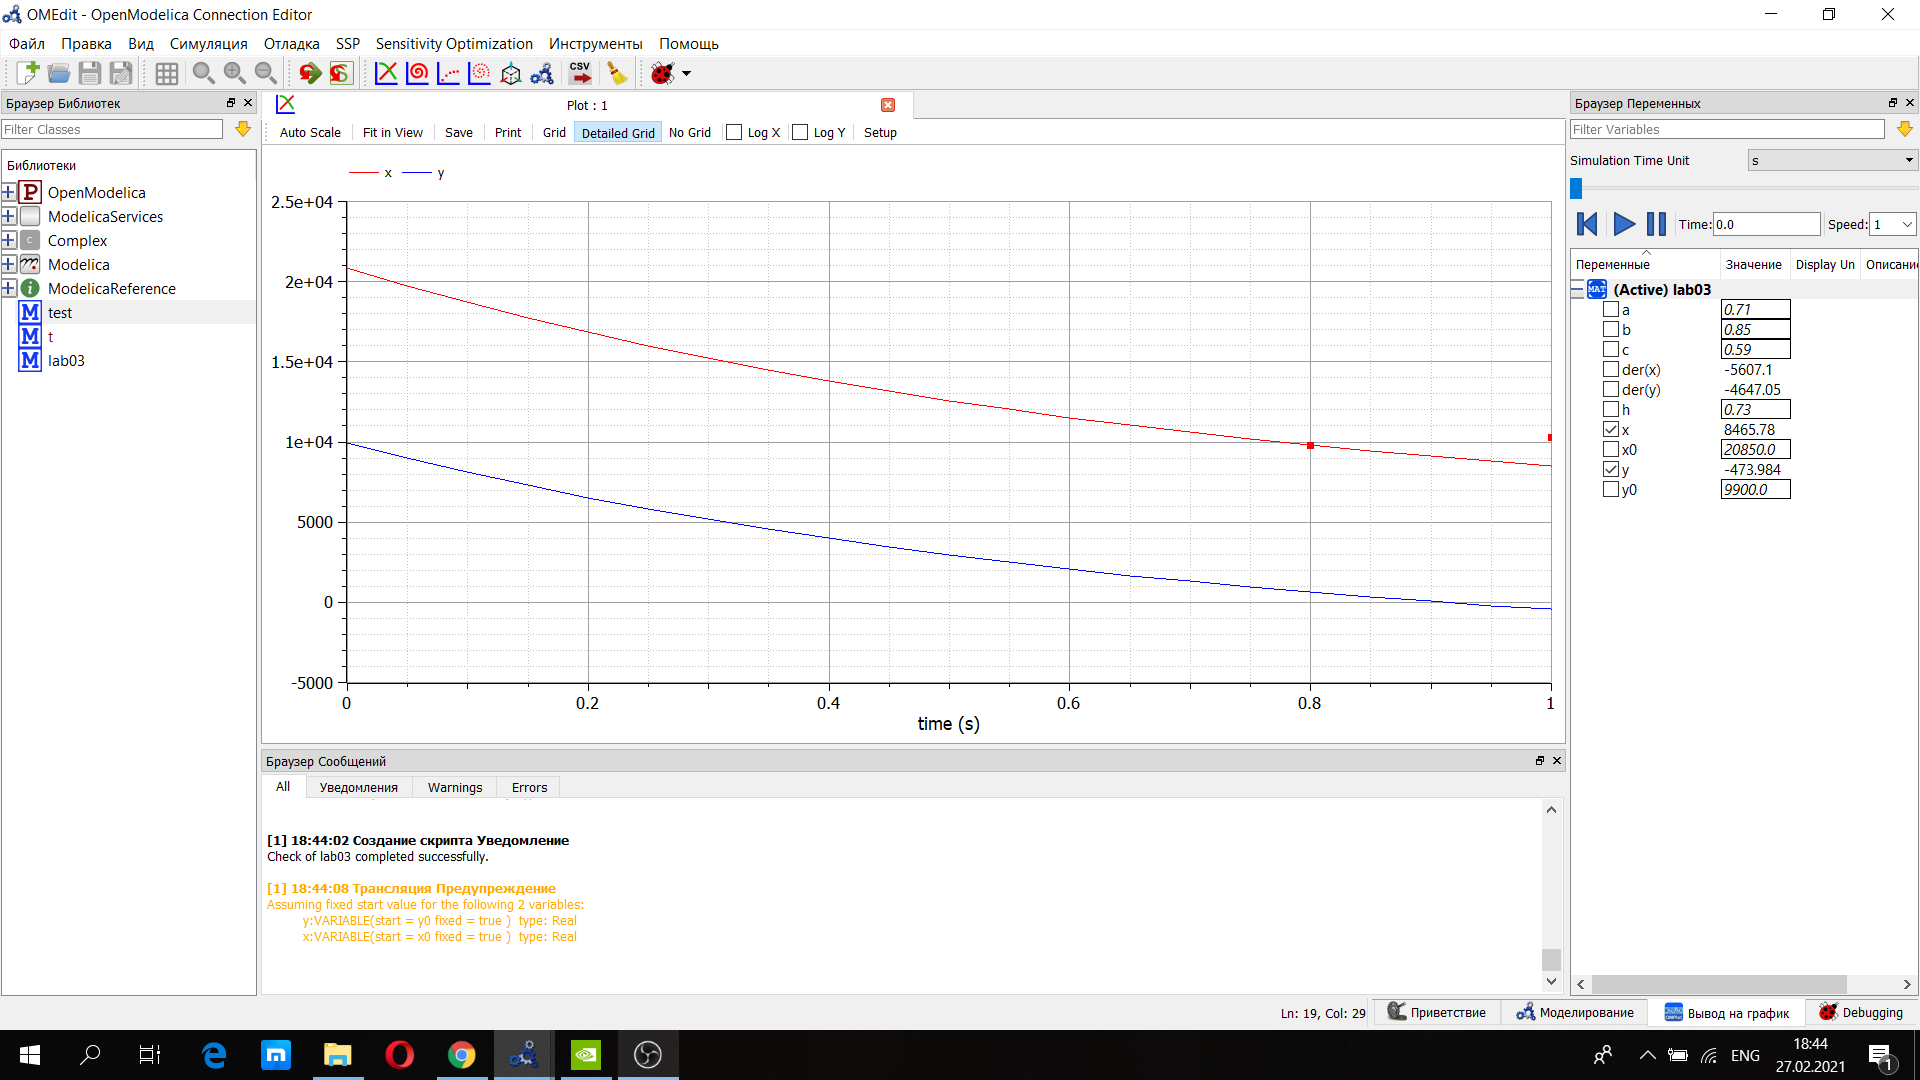 OMEdit - OpenModelica Connection Editor
Файл Правка Вид Симуляция Отладка SSP Sensitivity Optimization Инструменты Помощь
CSV
Браузер Библиотек
Filter Classes
Библиотеки
P OpenModelica
ModelicaServices
C Complex
m Modelica
i ModelicaReference
M test
M t
M lab03
Plot : 1
Auto Scale Fit in View Save Print Grid Detailed Grid No Grid Log X Log Y Setup
x y
2.5e+04
2e+04
1.5e+04
1e+04
5000
0
-5000
0 0.2 0.4 0.6 0.8 1
time (s)
Браузер Сообщений
All Уведомления Warnings Errors
[1] 18:44:02 Создание скрипта Уведомление
Check of lab03 completed successfully.
[1] 18:44:08 Трансляция Предупреждение
Assuming fixed start value for the following 2 variables:
y:VARIABLE(start = y0 fixed = true ) type: Real
x:VARIABLE(start = x0 fixed = true ) type: Real
Браузер Переменных
Filter Variables
Simulation Time Unit s
Time: 0.0 Speed: 1
Переменные Значение Display Un Описание
MAT (Active) lab03
a 0.71
b 0.85
c 0.59
der(x) -5607.1
der(y) -4647.05
h 0.73
x 8465.78
x0 20850.0
y -473.984
y0 9900.0
Ln: 19, Col: 29 Приветствие Моделирование Вывод на график Debugging
ENG
18:44
27.02.2021
1